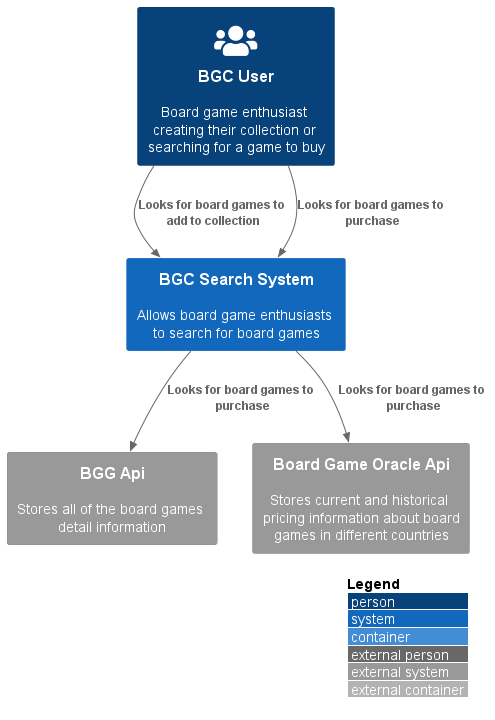 BGC User
Board game enthusiast
creating their collection or
searching for a game to buy
Looks for board games to
add to collection
Looks for board games to
purchase
BGC Search System
Allows board game enthusiasts
to search for board games
Looks for board games to
purchase
Looks for board games to
purchase
BGG Api
Stores all of the board games
detail information
Board Game Oracle Api
Stores current and historical
pricing information about board
games in different countries
Legend
person
system
container
external person
external system
external container